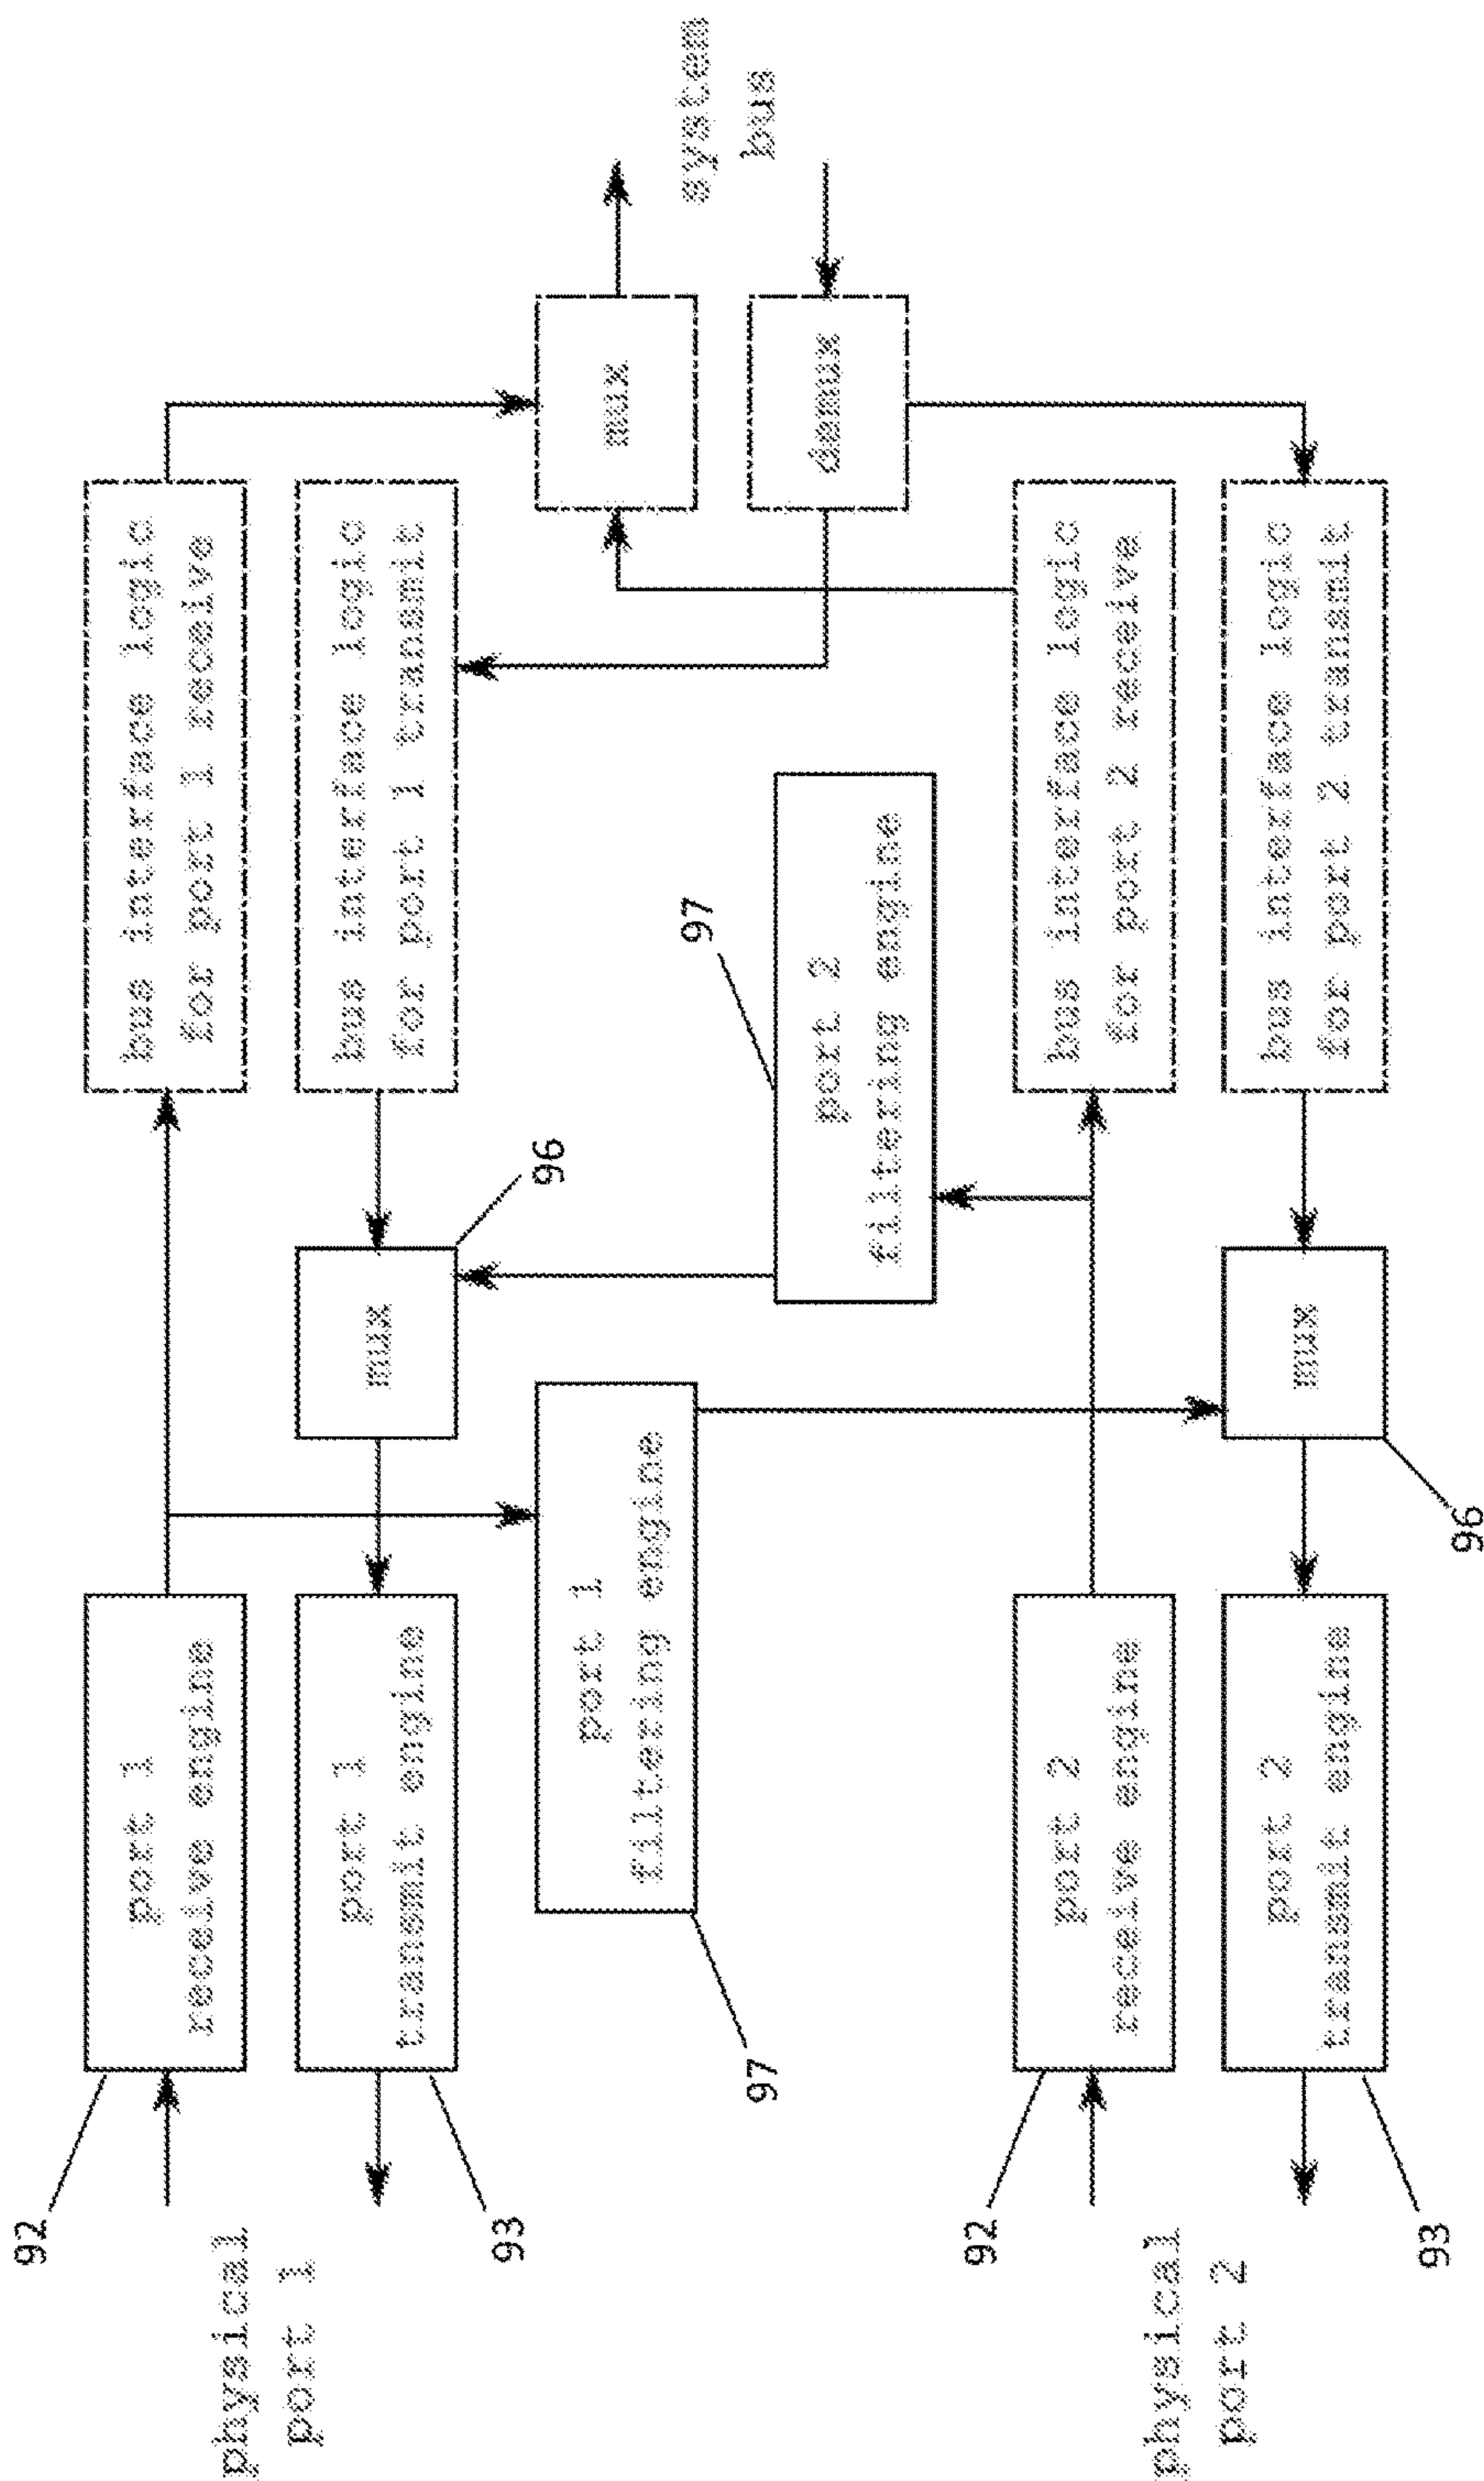 92
port 1
receive engine
bus interface logic
for port 1 receive
physical
port 1
port 1
transmit engine
93
mux
96
bus interface logic
for port 1 transmit
port 1
filtering engine
97
mux
system
bus
port 2
filtering engine
97
demux
92
port 2
receive engine
bus interface logic
for port 2 receive
physical
port 2
port 2
transmit engine
93
mux
96
bus interface logic
for port 2 transmit